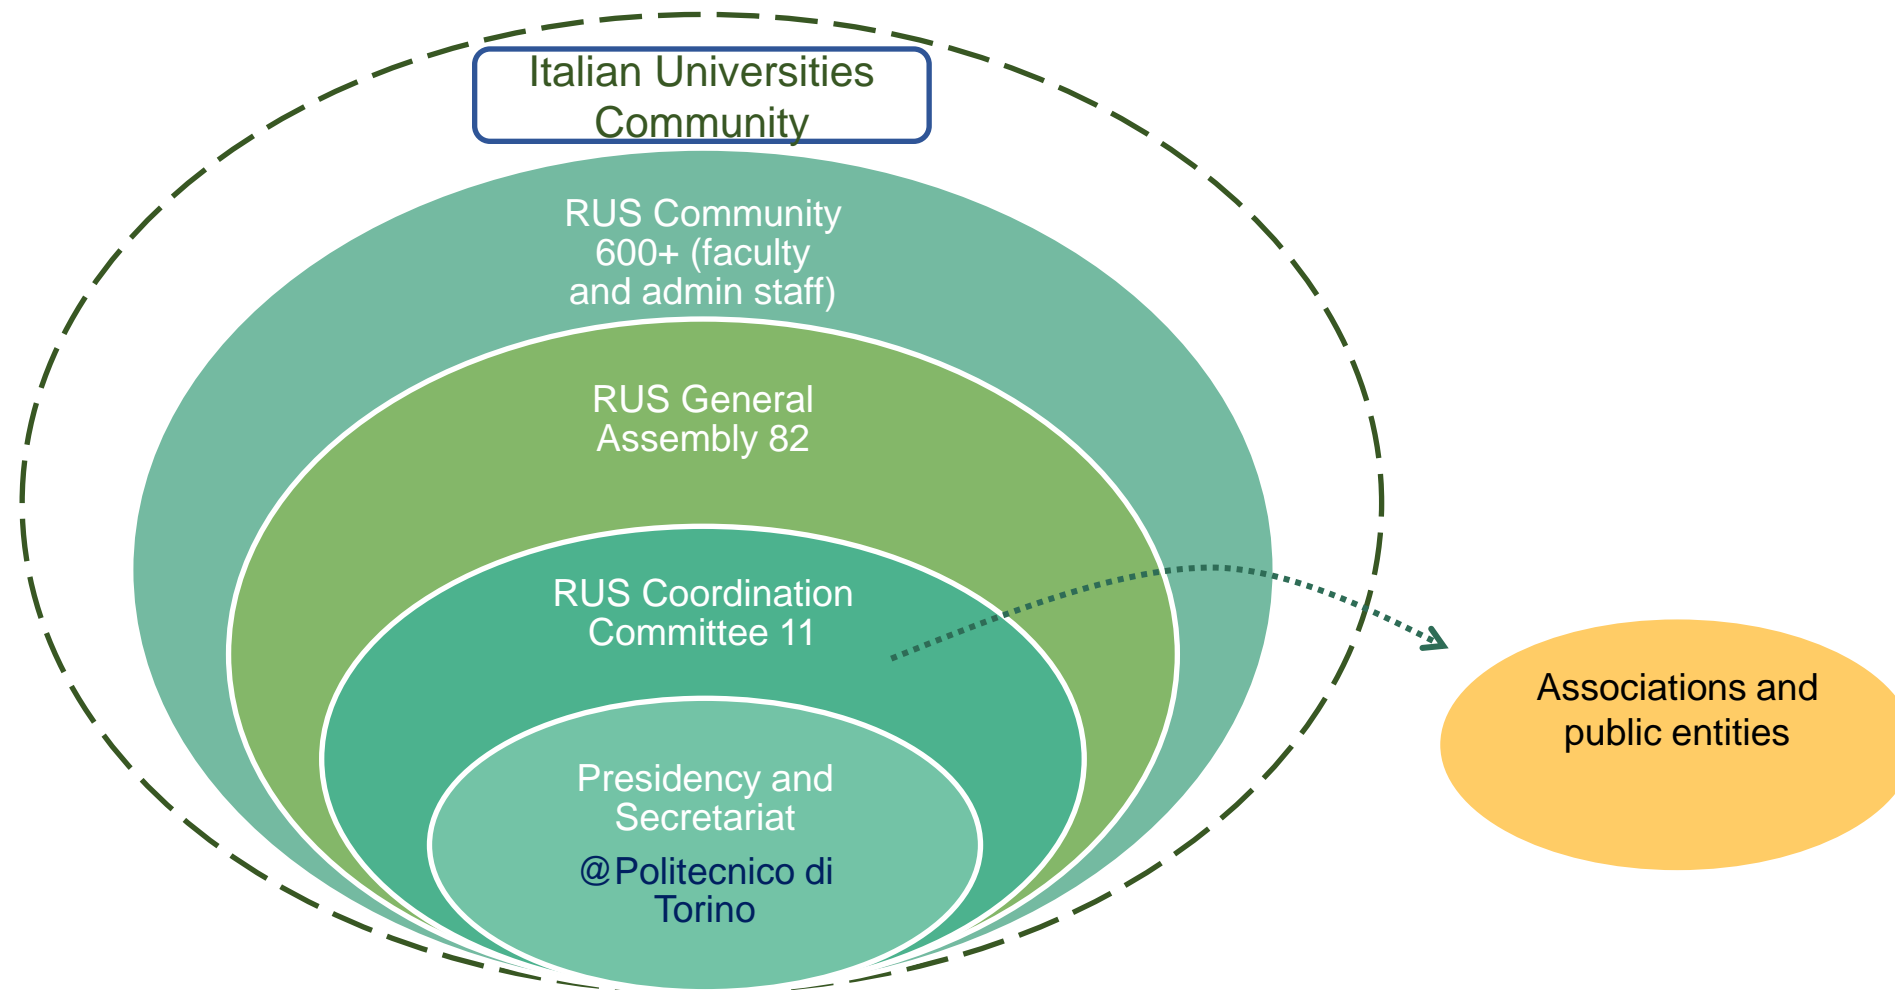 Italian Universities
Community
RUS Community
600+ (faculty
and admin staff)
RUS General
Assembly 82
RUS Coordination
Committee 11
Presidency and
Secretariat
@Politecnico di
Torino
Associations and
public entities